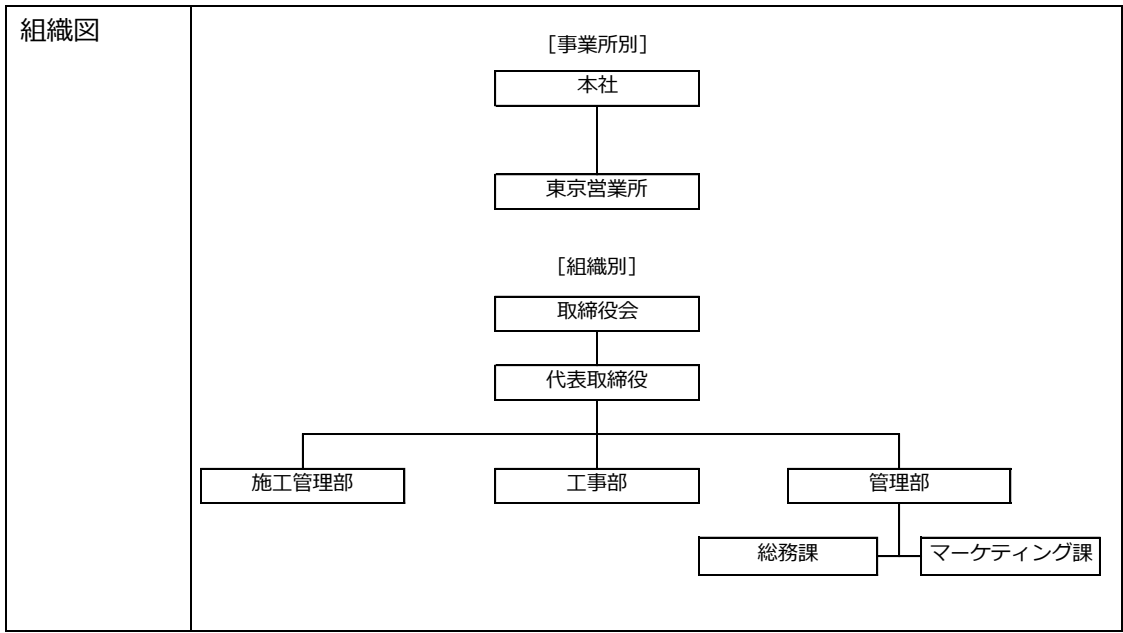 組織図
[事業所別]
本社
東京営業所
[組織別]
取締役会
代表取締役
施工管理部
工事部
管理部
総務課
マーケティング課